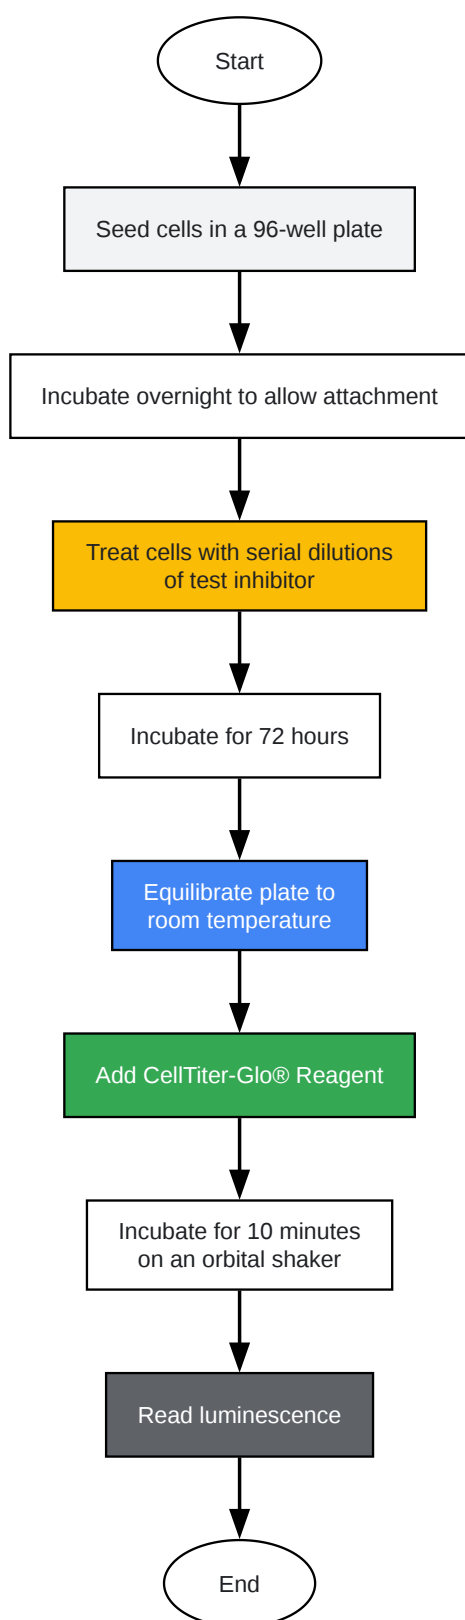 Start
Seed cells in a 96-well plate
Incubate overnight to allow attachment
Treat cells with serial dilutions
of test inhibitor
Incubate for 72 hours
Equilibrate plate to
room temperature
Add CellTiter-Glo® Reagent
Incubate for 10 minutes
on an orbital shaker
Read luminescence
End